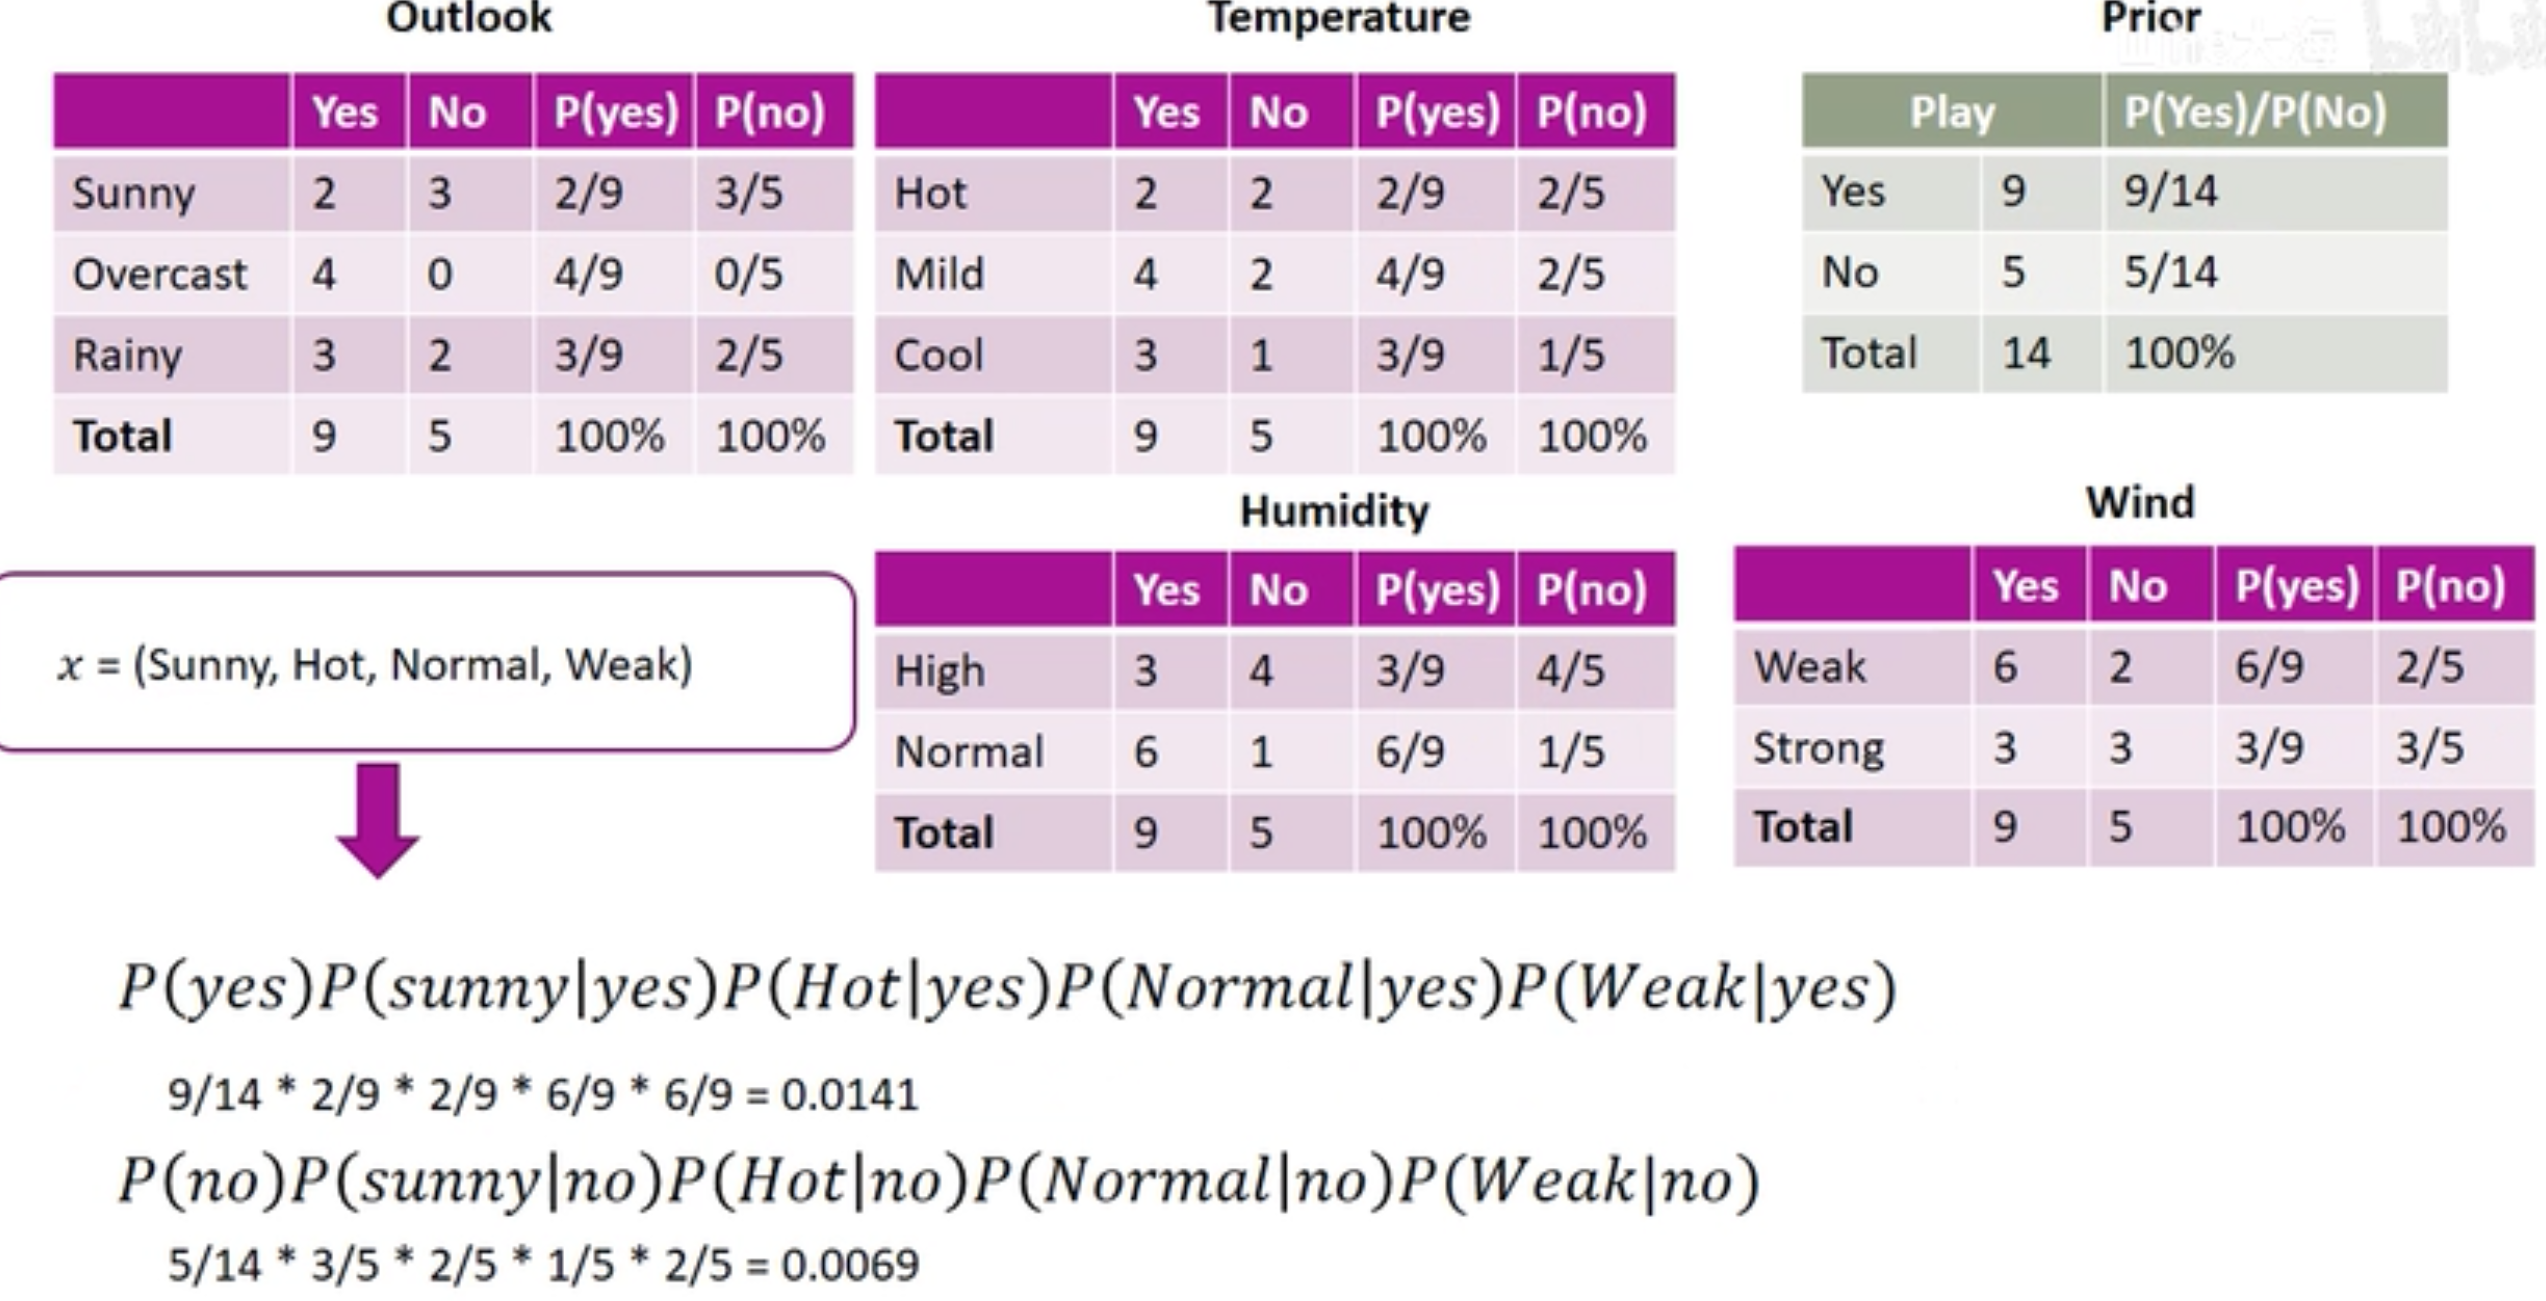 Outlook
Yes No P(yes) P(no)
Sunny 2 3 2/9 3/5
Overcast 4 0 4/9 0/5
Rainy 3 2 3/9 2/5
Total 9 5 100% 100%
Temperature
Yes No P(yes) P(no)
Hot 2 2 2/9 2/5
Mild 4 2 4/9 2/5
Cool 3 1 3/9 1/5
Total 9 5 100% 100%
Prior
Play P(Yes)/P(No)
Yes 9 9/14
No 5 5/14
Total 14 100%
x = (Sunny, Hot, Normal, Weak)
Humidity
Yes No P(yes) P(no)
High 3 4 3/9 4/5
Normal 6 1 6/9 1/5
Total 9 5 100% 100%
Wind
Yes No P(yes) P(no)
Weak 6 2 6/9 2/5
Strong 3 3 3/9 3/5
Total 9 5 100% 100%
P(yes)P(sunny|yes)P(Hot|yes)P(Normal|yes)P(Weak|yes)
9/14 * 2/9 * 2/9 * 6/9 * 6/9 = 0.0141
P(no)P(sunny|no)P(Hot|no)P(Normal|no)P(Weak|no)
5/14 * 3/5 * 2/5 * 1/5 * 2/5 = 0.0069